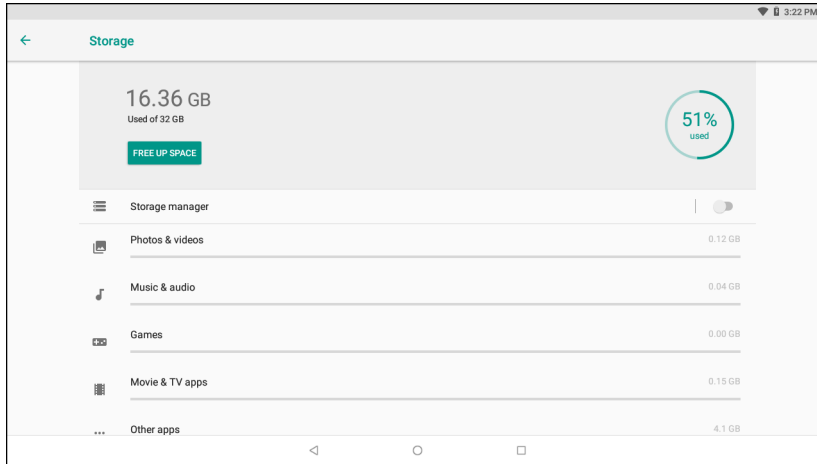 3:22 PM
Storage
16.36 GB
Used of 32 GB
51%
used
FREE UP SPACE
Storage manager
Photos & videos
0.12 GB
Music & audio
0.04 GB
Games
0.00 GB
Movie & TV apps
0.15 GB
Other apps
4.1 GB